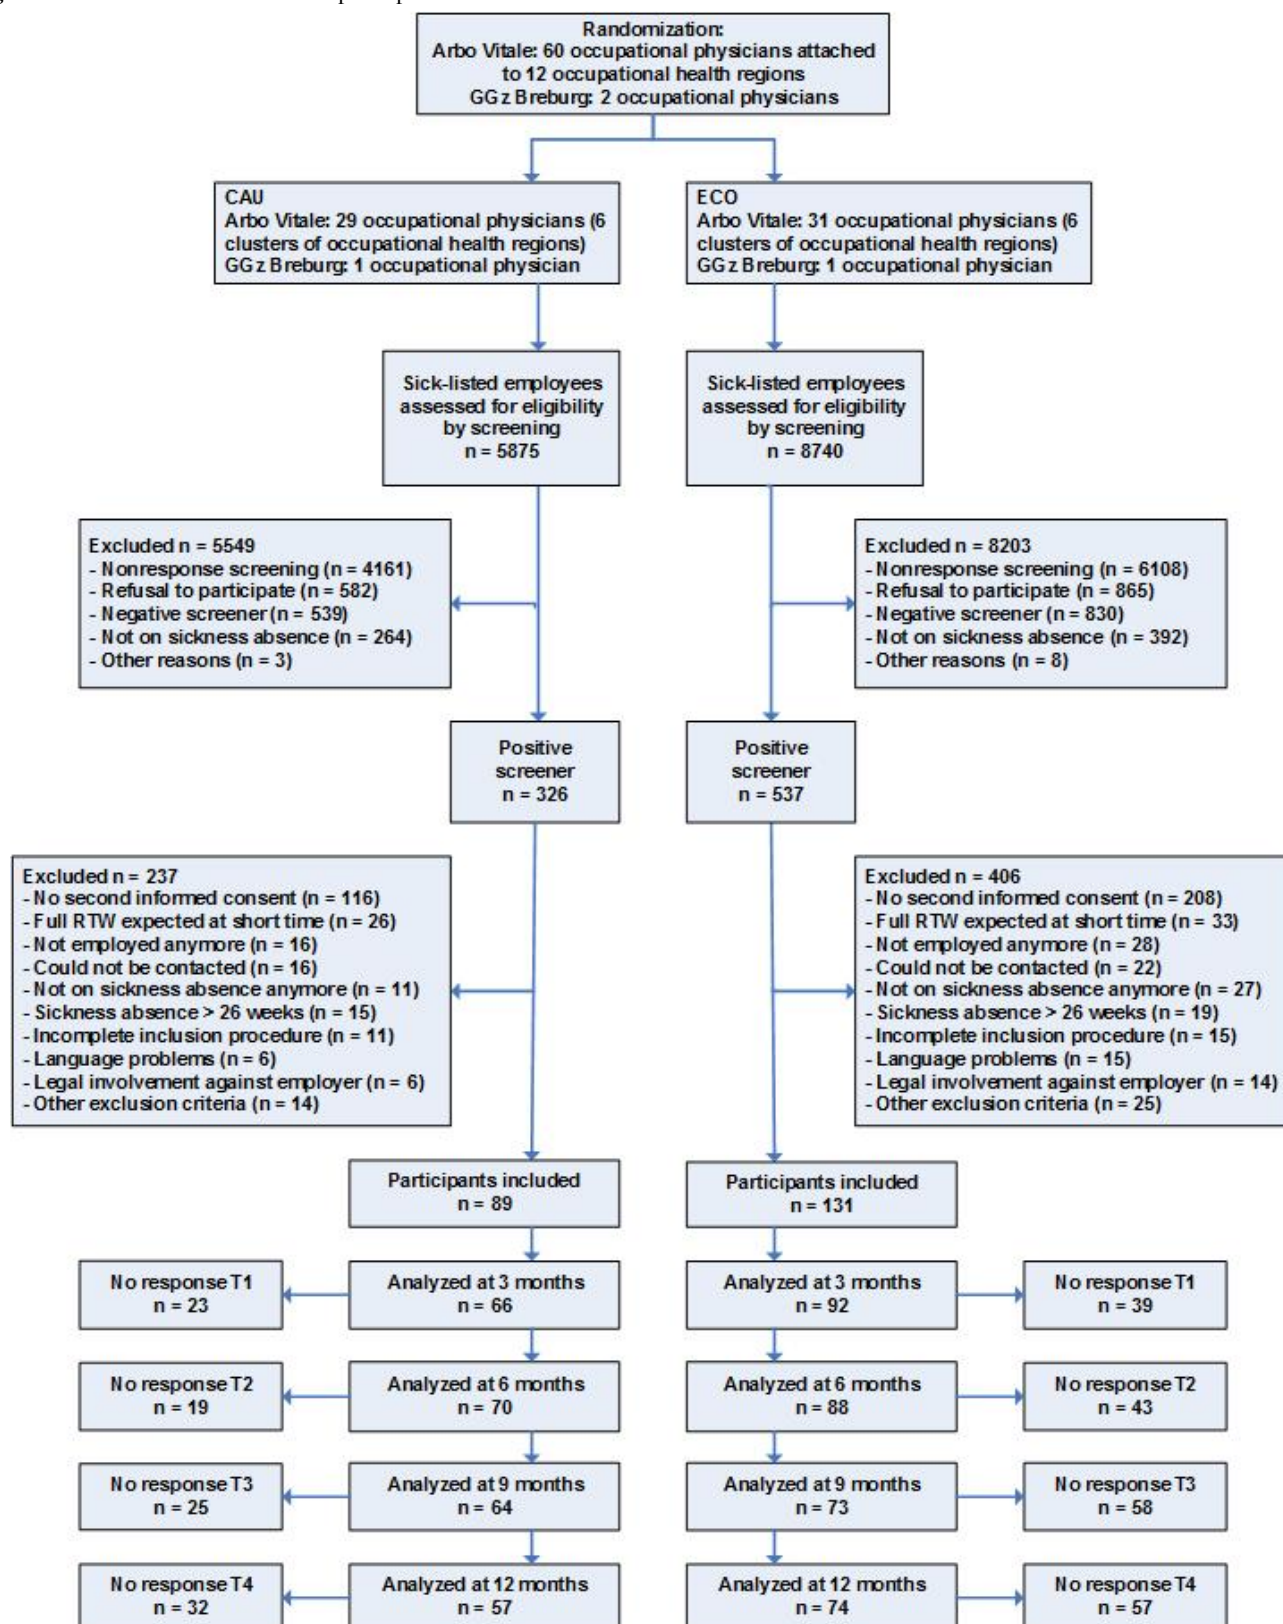 Randomization:
Arbo Vitale: 60 occupational physicians attached
to 12 occupational health regions
GGz Breburg: 2 occupational physicians
CAU
Arbo Vitale: 29 occupational physicians (6
clusters of occupational health regions)
GGz Breburg: 1 occupational physician
ECO
Arbo Vitale: 31 occupational physicians (6
clusters of occupational health regions)
GGz Breburg: 1 occupational physician
Sick-listed employees
assessed for eligibility
by screening
n = 5875
Sick-listed employees
assessed for eligibility
by screening
n = 8740
Excluded n = 5549
- Nonresponse screening (n = 4161)
- Refusal to participate (n = 582)
- Negative screener (n = 539)
- Not on sickness absence (n = 264)
- Other reasons (n = 3)
Excluded n = 8203
- Nonresponse screening (n = 6108)
- Refusal to participate (n = 865)
- Negative screener (n = 830)
- Not on sickness absence (n = 392)
- Other reasons (n = 8)
Positive
screener
n = 326
Positive
screener
n = 537
Excluded n = 237
- No second informed consent (n = 116)
- Full RTW expected at short time (n = 26)
- Not employed anymore (n = 16)
- Could not be contacted (n = 16)
- Not on sickness absence anymore (n = 11)
- Sickness absence > 26 weeks (n = 15)
- Incomplete inclusion procedure (n = 11)
- Language problems (n = 6)
- Legal involvement against employer (n = 6)
- Other exclusion criteria (n = 14)
Excluded n = 406
- No second informed consent (n = 208)
- Full RTW expected at short time (n = 33)
- Not employed anymore (n = 28)
- Could not be contacted (n = 22)
- Not on sickness absence anymore (n = 27)
- Sickness absence > 26 weeks (n = 19)
- Incomplete inclusion procedure (n = 15)
- Language problems (n = 15)
- Legal involvement against employer (n = 14)
- Other exclusion criteria (n = 25)
Participants included
n = 89
Participants included
n = 131
No response T1
n = 23
Analyzed at 3 months
n = 66
Analyzed at 3 months
n = 92
No response T1
n = 39
No response T2
n = 19
Analyzed at 6 months
n = 70
Analyzed at 6 months
n = 88
No response T2
n = 43
No response T3
n = 25
Analyzed at 9 months
n = 64
Analyzed at 9 months
n = 73
No response T3
n = 58
No response T4
n = 32
Analyzed at 12 months
n = 57
Analyzed at 12 months
n = 74
No response T4
n = 57